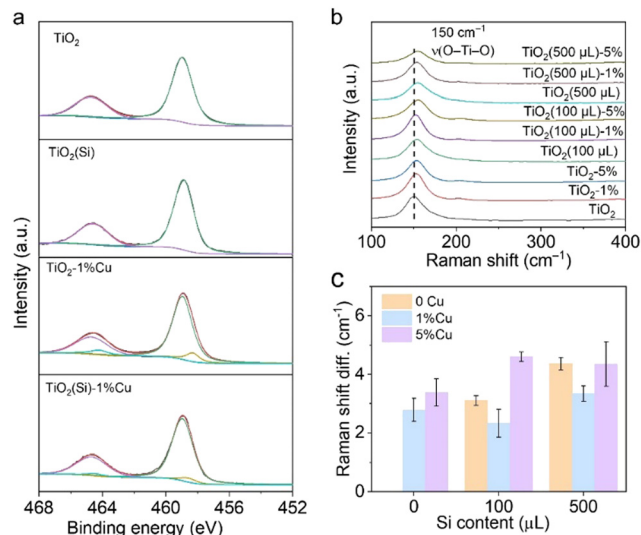 a
TiO₂
TiO₂(Si)
TiO₂-1%Cu
TiO₂(Si)-1%Cu
Intensity (a.u.)
468 464 460 456 452
Binding energy (eV)
b
150 cm⁻¹
ν(O–Ti–O)
TiO₂(500 µL)-5%
TiO₂(500 µL)-1%
TiO₂(500 µL)
TiO₂(100 µL)-5%
TiO₂(100 µL)-1%
TiO₂(100 µL)
TiO₂-5%
TiO₂-1%
TiO₂
Intensity (a.u.)
100 200 300 400
Raman shift (cm⁻¹)
c
0 Cu
1%Cu
5%Cu
Raman shift diff. (cm⁻¹)
6
4
2
0
0 100 500
Si content (µL)